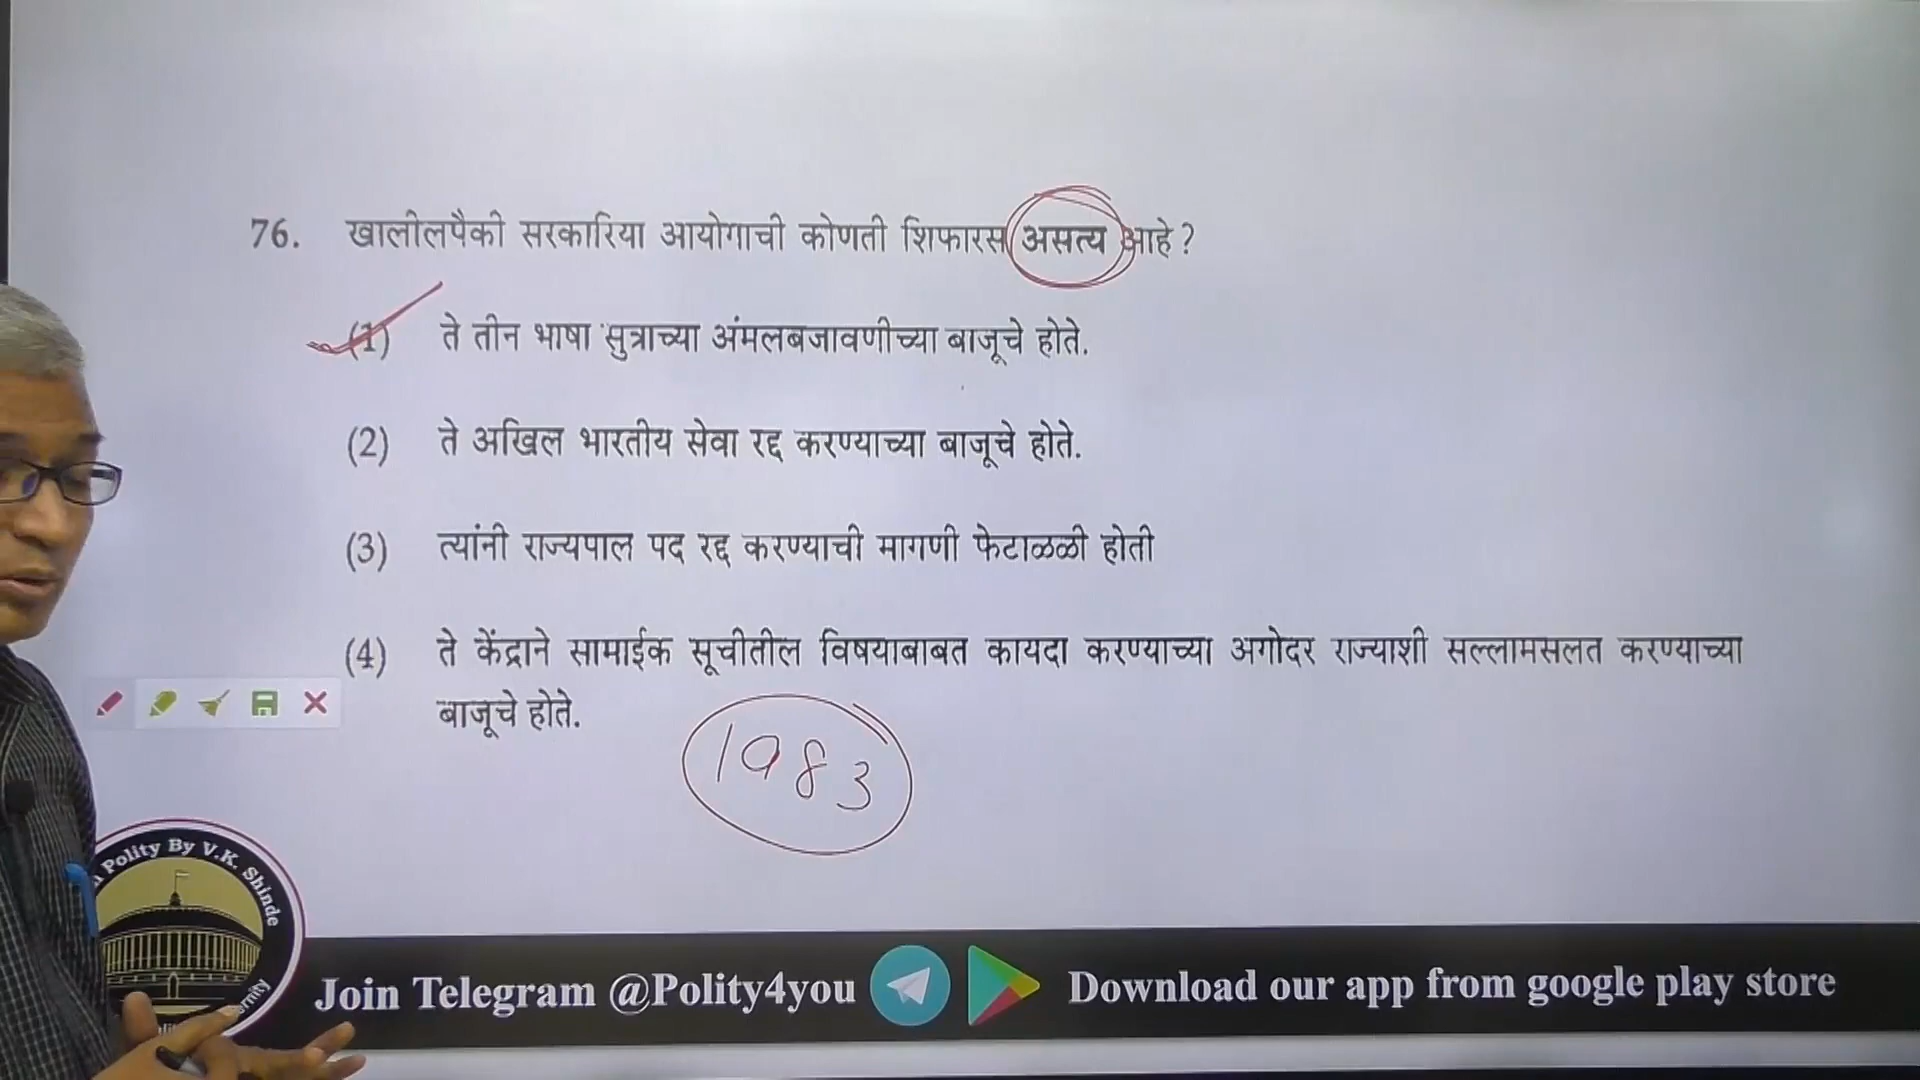 76. खालीलपैकी सरकारिया आयोगाची कोणती शिफारस असत्य आहे ?
(1) ते तीन भाषा सुत्राच्या अंमलबजावणीच्या बाजूचे होते.
(2) ते अखिल भारतीय सेवा रद्द करण्याच्या बाजूचे होते.
(3) त्यांनी राज्यपाल पद रद्द करण्याची मागणी फेटाळळी होती
(4) ते केंद्राने सामाईक सूचीतील विषयाबाबत कायदा करण्याच्या अगोदर राज्याशी सल्लामसलत करण्याच्या
बाजूचे होते.
1983
Polity By V.K. Shinde
Join Telegram @Polity4you Download our app from google play store